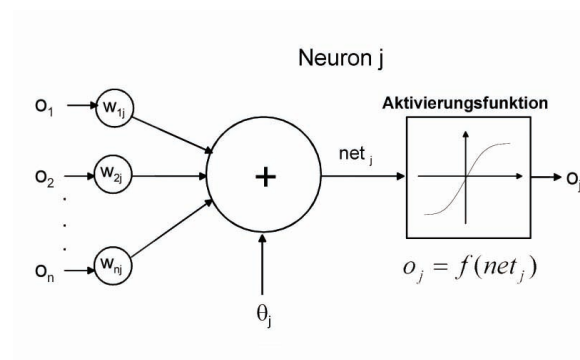 Neuron j
Aktivierungsfunktion
o₁
w₁ⱼ
o₂
w₂ⱼ
.
.
.
oₙ
wₙⱼ
+
netⱼ
oⱼ
θⱼ
oⱼ = f(netⱼ)